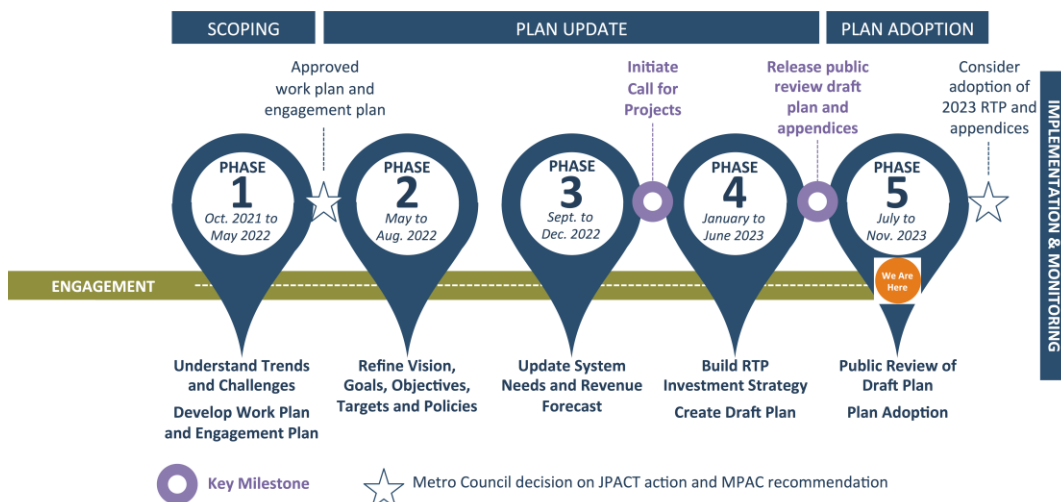 SCOPING
PLAN UPDATE
PLAN ADOPTION
Approved
work plan and
engagement plan
Initiate
Call for
Projects
Release public
review draft
plan and
appendices
Consider
adoption of
2023 RTP and
appendices
PHASE
1
Oct. 2021 to
May 2022
PHASE
2
May to
Aug. 2022
PHASE
3
Sept. to
Dec. 2022
PHASE
4
January to
June 2023
PHASE
5
July to
Nov. 2023
IMPLEMENTATION & MONITORING
ENGAGEMENT
We Are
Here
Understand Trends
and Challenges
Develop Work Plan
and Engagement Plan
Refine Vision,
Goals, Objectives,
Targets and Policies
Update System
Needs and Revenue
Forecast
Build RTP
Investment Strategy
Create Draft Plan
Public Review of
Draft Plan
Plan Adoption
Key Milestone
Metro Council decision on JPACT action and MPAC recommendation